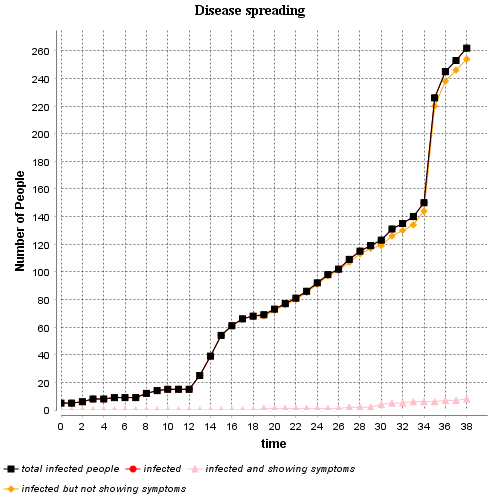 Disease spreading
260
240
220
200
180
160
140
120
100
80
60
40
20
0
Number of People
0 2 4 6 8 10 12 14 16 18 20 22 24 26 28 30 32 34 36 38
time
total infected people infected infected and showing symptoms
infected but not showing symptoms